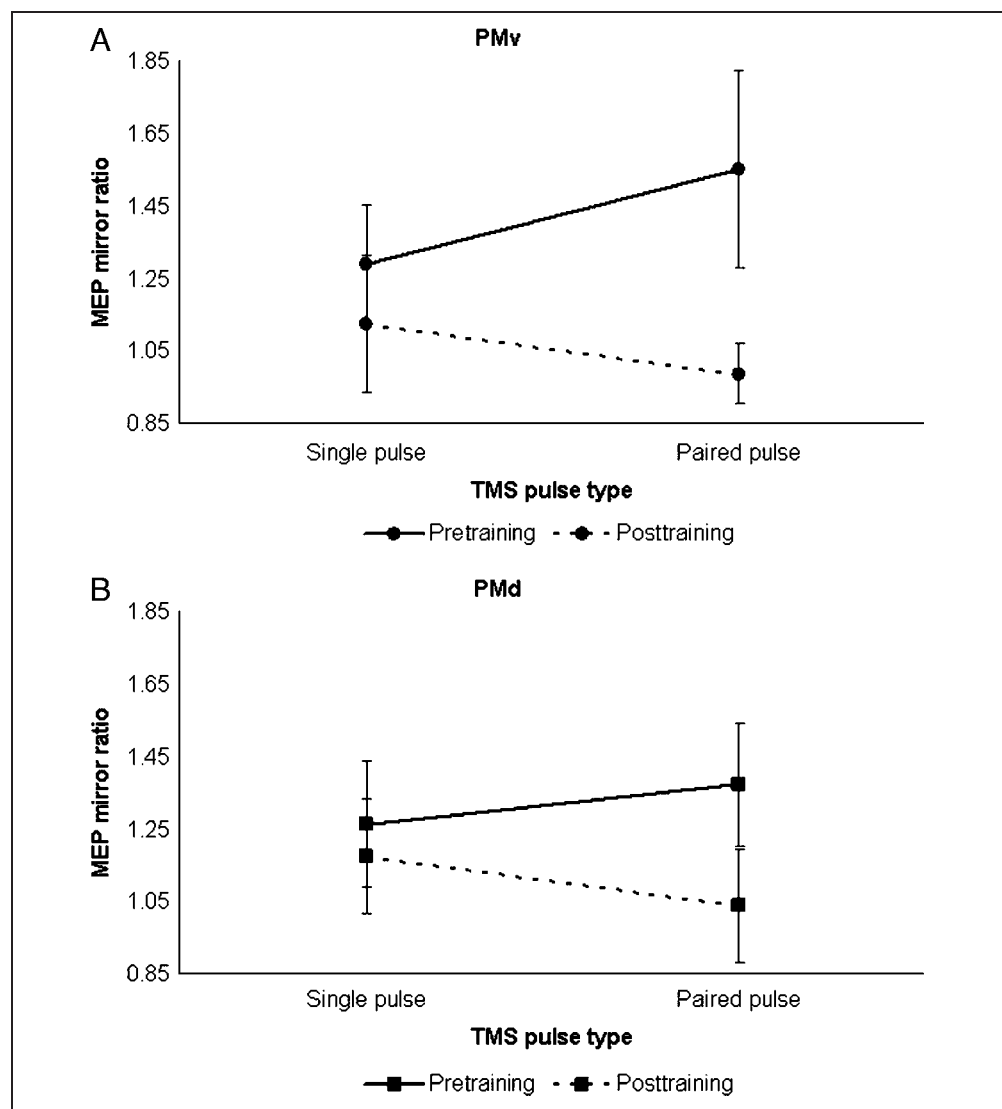 A
PMv
1.85
1.65
1.45
1.25
1.05
0.85
MEP mirror ratio
Single pulse
Paired pulse
TMS pulse type
Pretraining
Posttraining
B
PMd
1.85
1.65
1.45
1.25
1.05
0.85
MEP mirror ratio
Single pulse
Paired pulse
TMS pulse type
Pretraining
Posttraining